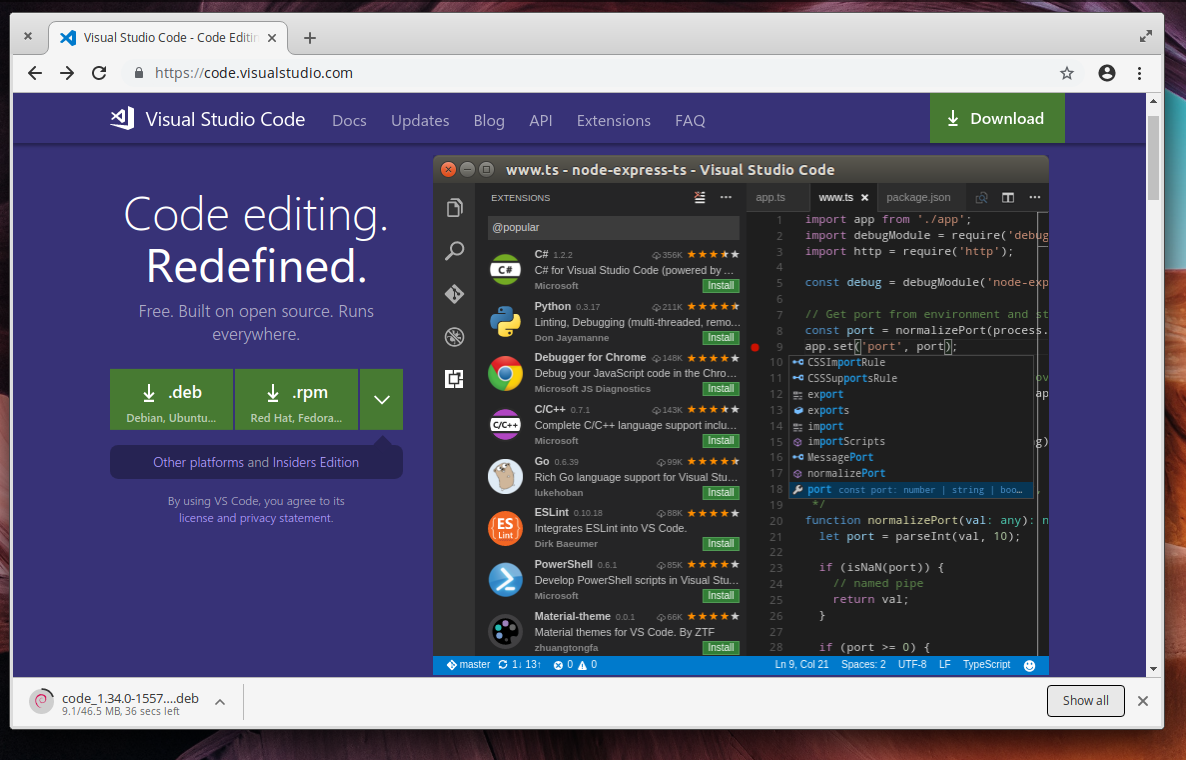 Visual Studio Code - Code Editin
https://code.visualstudio.com
Visual Studio Code
Docs
Updates
Blog
API
Extensions
FAQ
Download
Code editing.
Redefined.
Free. Built on open source. Runs
everywhere.
.deb
Debian, Ubuntu...
.rpm
Red Hat, Fedora...
Other platforms and Insiders Edition
By using VS Code, you agree to its
license and privacy statement.
www.ts - node-express-ts - Visual Studio Code
EXTENSIONS
@popular
C# 1.2.2 356K
C# for Visual Studio Code (powered by ...
Microsoft Install
Python 0.3.17 211K
Linting, Debugging (multi-threaded, remo...
Don Jayamanne Install
Debugger for Chrome 148K
Debug your JavaScript code in the Chro...
Microsoft JS Diagnostics Install
C/C++ 0.7.1 143K
Complete C/C++ language support inclu...
Microsoft Install
Go 0.6.39 99K
Rich Go language support for Visual Stu...
lukehoban Install
ESLint 0.10.18 88K
Integrates ESLint into VS Code.
Dirk Baeumer Install
PowerShell 0.6.1 85K
Develop PowerShell scripts in Visual Stu...
Microsoft Install
Material-theme 0.0.1 66K
Material themes for VS Code. By ZTF
zhuangtongfa Install
C#
C/C++
ES
Lint
app.ts
www.ts
package.json
1 import app from './app';
2 import debugModule = require('debug
3 import http = require('http');
4
5 const debug = debugModule('node-exp
6
7 // Get port from environment and st
8 const port = normalizePort(process.
9 app.set('port', port);
10 CSSImportRule
11 CSSSupportsRule
12 export
13 exports
14 import
15 importScripts
16 MessagePort
17 normalizePort
18 port const port: number | string | boo...
19 */
20 function normalizePort(val: any): n
21 let port = parseInt(val, 10);
22
23 if (isNaN(port)) {
24 // named pipe
25 return val;
26 }
27
28 if (port >= 0) {
master 1↓ 13↑ 0 0
Ln 9, Col 21
Spaces: 2
UTF-8
LF
TypeScript
code_1.34.0-1557....deb
9.1/46.5 MB, 36 secs left
Show all